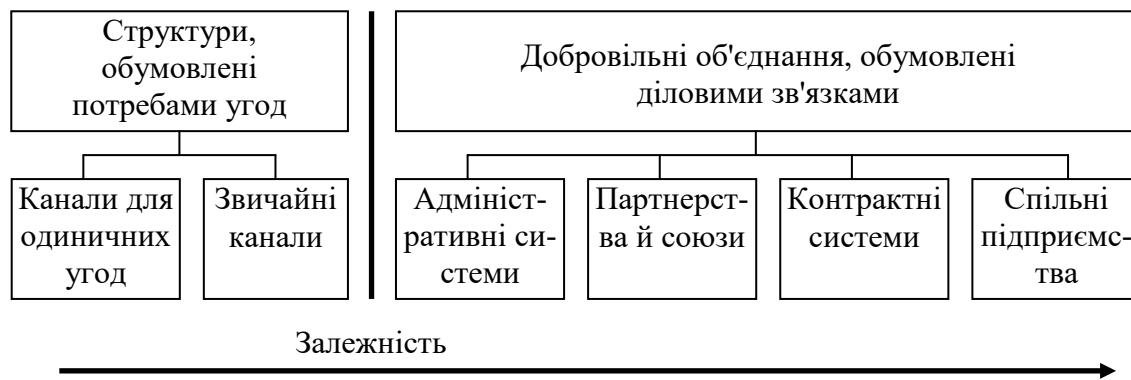 Структури,
обумовлені
потребами угод
Добровільні об'єднання, обумовлені
діловими зв'язками
Канали для
одиничних
угод
Звичайні
канали
Адмініст-
ративні си-
стеми
Партнерст-
ва й союзи
Контрактні
системи
Спільні
підприємс-
тва
Залежність